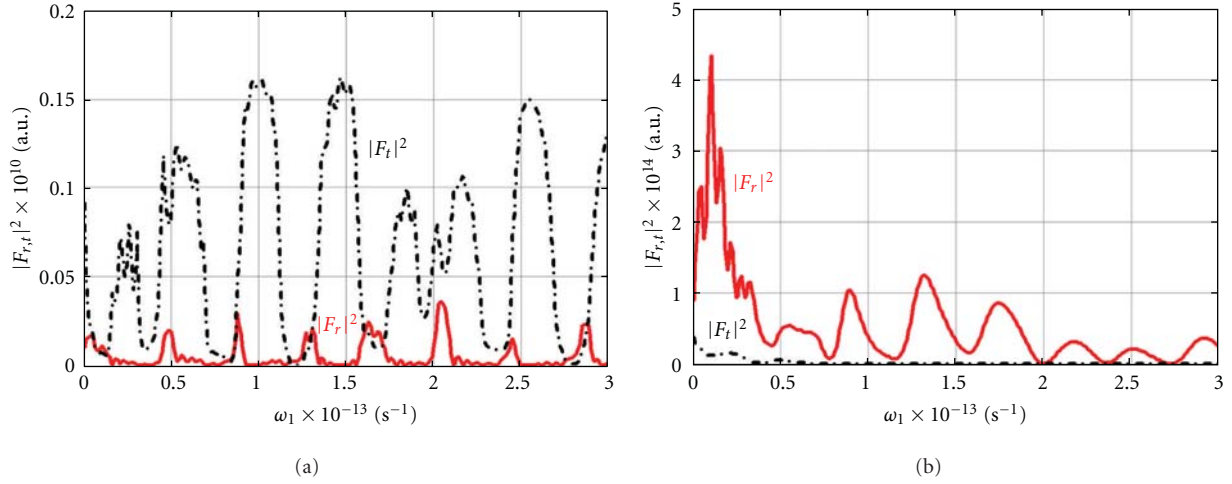 0.2
0.15
0.1
0.05
0
|F_{r,t}|^2 × 10^{10} (a.u.)
|F_t|^2
|F_r|^2
0 0.5 1 1.5 2 2.5 3
ω_1 × 10^{−13} (s^{−1})
(a)
5
4
3
2
1
0
|F_{r,t}|^2 × 10^{14} (a.u.)
|F_r|^2
|F_t|^2
0 0.5 1 1.5 2 2.5 3
ω_1 × 10^{−13} (s^{−1})
(b)